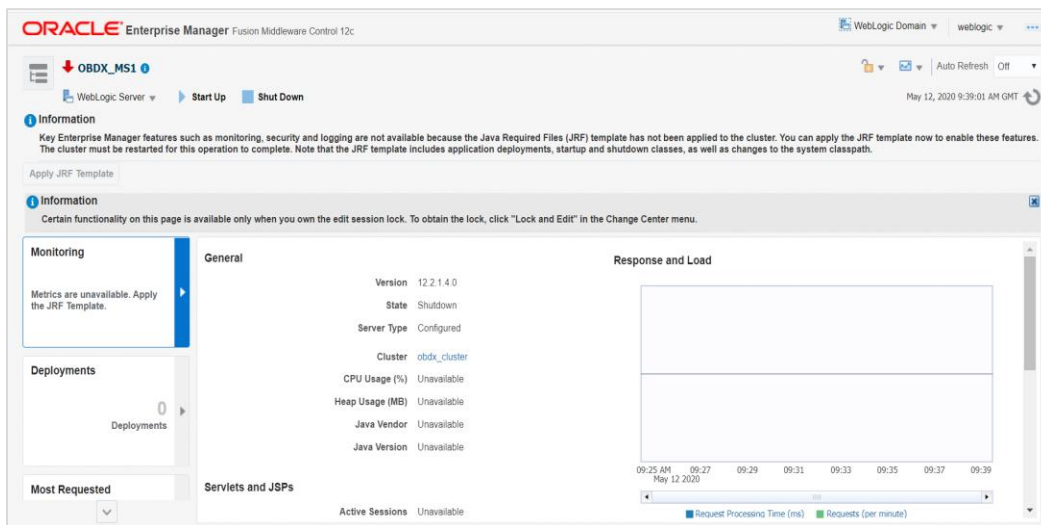 ORACLE Enterprise Manager Fusion Middleware Control 12c
WebLogic Domain weblogic
OBDX_MS1
Auto Refresh Off
WebLogic Server Start Up Shut Down
May 12, 2020 9:39:01 AM GMT
Information
Key Enterprise Manager features such as monitoring, security and logging are not available because the Java Required Files (JRF) template has not been applied to the cluster. You can apply the JRF template now to enable these features.
The cluster must be restarted for this operation to complete. Note that the JRF template includes application deployments, startup and shutdown classes, as well as changes to the system classpath.
Apply JRF Template
Information
Certain functionality on this page is available only when you own the edit session lock. To obtain the lock, click "Lock and Edit" in the Change Center menu.
Monitoring
Metrics are unavailable. Apply
the JRF Template.
Deployments
0
Deployments
Most Requested
General
Version 12.2.1.4.0
State Shutdown
Server Type Configured
Cluster obdx_cluster
CPU Usage (%) Unavailable
Heap Usage (MB) Unavailable
Java Vendor Unavailable
Java Version Unavailable
Servlets and JSPs
Active Sessions Unavailable
Response and Load
09:25 AM 09:27 09:29 09:31 09:33 09:35 09:37 09:39
May 12 2020
Request Processing Time (ms) Requests (per minute)